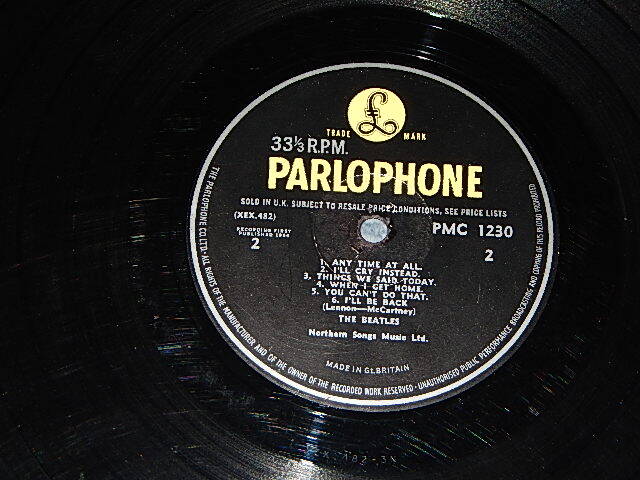 £
TRADE MARK
33⅓ R.P.M.
PARLOPHONE
SOLD IN U.K. SUBJECT TO RESALE PRICE CONDITIONS, SEE PRICE LISTS
(XEX.482)
PMC 1230
RECORDING FIRST
PUBLISHED 1964
2
2
1. ANY TIME AT ALL.
2. I'LL CRY INSTEAD.
3. THINGS WE SAID TODAY.
4. WHEN I GET HOME.
5. YOU CAN'T DO THAT.
6. I'LL BE BACK
(Lennon—McCartney)
THE BEATLES
Northern Songs Music Ltd.
MADE IN GT.BRITAIN
THE PARLOPHONE CO.LTD.· ALL RIGHTS OF THE MANUFACTURER AND OF THE OWNER OF THE RECORDED WORK RESERVED · UNAUTHORISED PUBLIC PERFORMANCE BROADCASTING AND COPYING OF THIS RECORD PROHIBITED